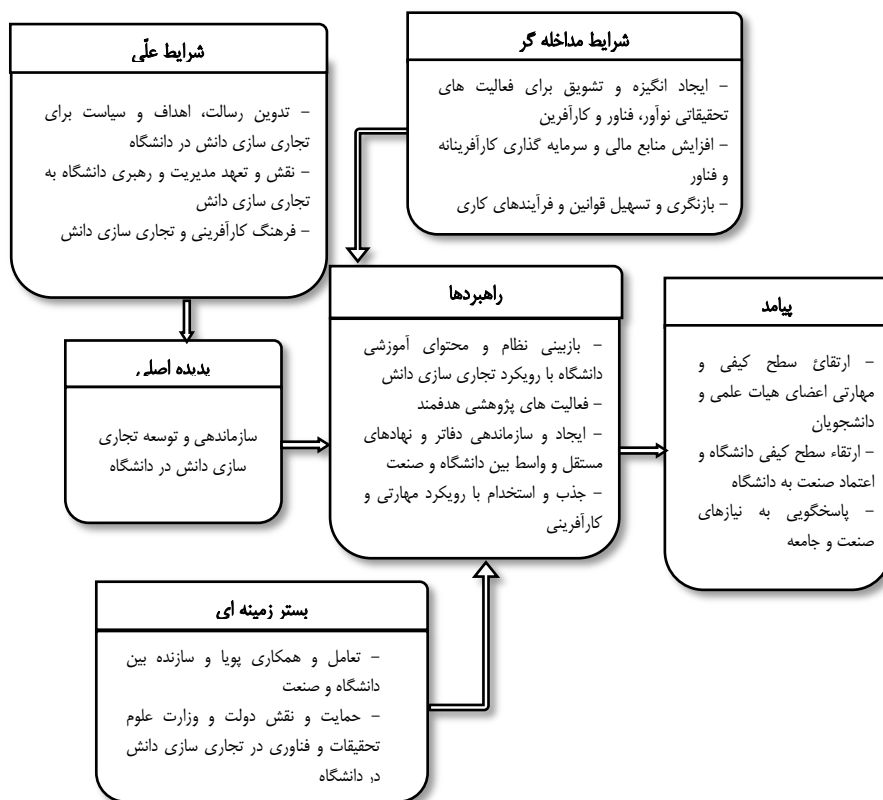 شرایط علّی
- تدوین رسالت، اهداف و سیاست برای
تجاری سازی دانش در دانشگاه
- نقش و تعهد مدیریت و رهبری دانشگاه به
تجاری سازی دانش
- فرهنگ کارآفرینی و تجاری سازی دانش
شرایط مداخله گر
- ایجاد انگیزه و تشویق برای فعالیت های
تحقیقاتی نوآور، فناور و کارآفرین
- افزایش منابع مالی و سرمایه گذاری کارآفرینانه
و فناور
- بازنگری و تسهیل قوانین و فرآیندهای کاری
پدیده اصلی
سازماندهی و توسعه تجاری
سازی دانش در دانشگاه
راهبردها
- بازبینی نظام و محتوای آموزشی
دانشگاه با رویکرد تجاری سازی دانش
- فعالیت های پژوهشی هدفمند
- ایجاد و سازماندهی دفاتر و نهادهای
مستقل و واسط بین دانشگاه و صنعت
- جذب و استخدام با رویکرد مهارتی و
کارآفرینی
پیامد
- ارتقائ سطح کیفی و
مهارتی اعضای هیات علمی و
دانشجویان
- ارتقاء سطح کیفی دانشگاه و
اعتماد صنعت به دانشگاه
- پاسخگویی به نیازهای
صنعت و جامعه
بستر زمینه ای
- تعامل و همکاری پویا و سازنده بین
دانشگاه و صنعت
- حمایت و نقش دولت و وزارت علوم
تحقیقات و فناوری در تجاری سازی دانش
در دانشگاه